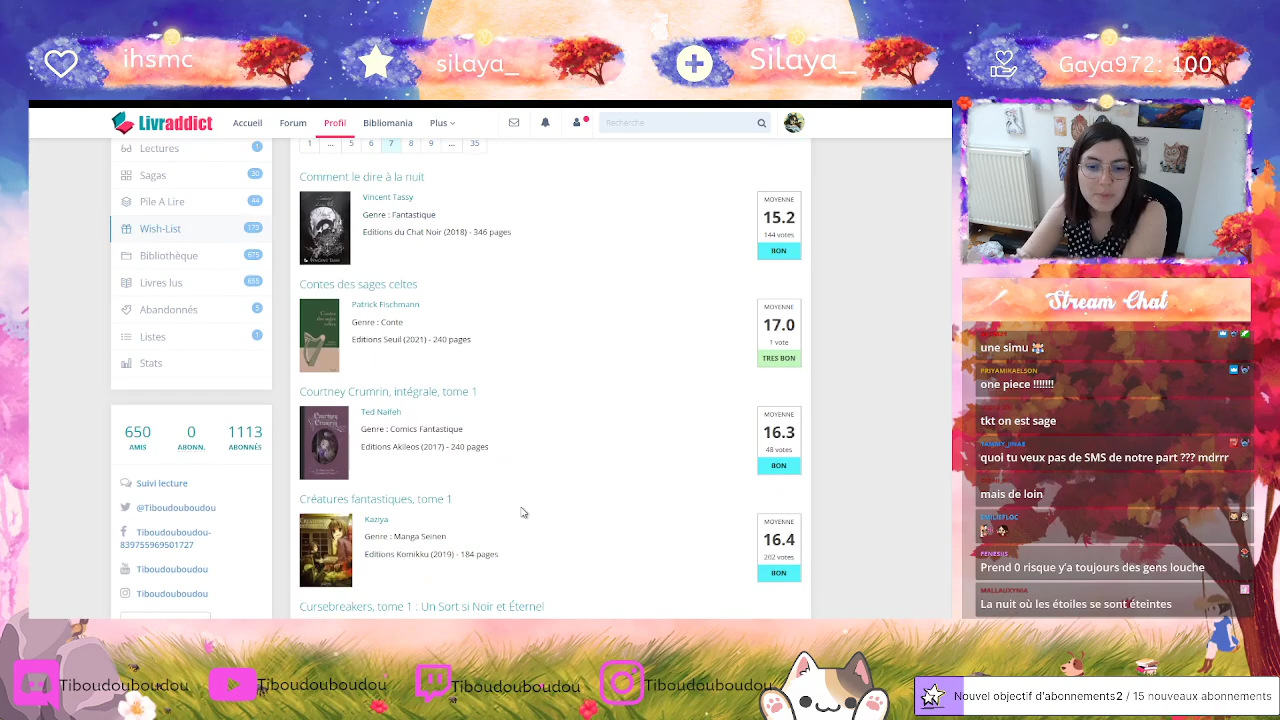 ihsmc
silaya_
Silaya_
Gaya972: 100
Livraddict
Accueil
Forum
Profil
Bibliomania
Plus
Recherche
Lectures 1
Sagas 30
Pile A Lire 44
Wish-List 173
Bibliothèque 675
Livres lus 655
Abandonnés 5
Listes 1
Stats
650 0 1113
AMIS ABONN. ABONNÉS
Suivi lecture
@Tiboudouboudou
Tiboudouboudou-
839755969501727
Tiboudouboudou
Tiboudouboudou
1 ... 5 6 7 8 9 ... 35
Comment le dire à la nuit
Vincent Tassy
Genre : Fantastique
Editions du Chat Noir (2018) - 346 pages
MOYENNE
15.2
144 votes
BON
Contes des sages celtes
Patrick Fischmann
Genre : Conte
Editions Seuil (2021) - 240 pages
MOYENNE
17.0
1 vote
TRES BON
Courtney Crumrin, intégrale, tome 1
Ted Naifeh
Genre : Comics Fantastique
Editions Akileos (2017) - 240 pages
MOYENNE
16.3
48 votes
BON
Créatures fantastiques, tome 1
Kaziya
Genre : Manga Seinen
Editions Komikku (2019) - 184 pages
MOYENNE
16.4
202 votes
BON
Cursebreakers, tome 1 : Un Sort si Noir et Éternel
Stream Chat
une simu
PRIYAMIKAELSON
one piece !!!!!!!
tkt on est sage
quoi tu veux pas de SMS de notre part ??? mdrrr
mais de loin
EMILIEFLOC
FENESIIS
Prend 0 risque y'a toujours des gens louche
MALLAUXYNIA
La nuit où les étoiles se sont éteintes
Tiboudouboudou
Tiboudouboudou
Tiboudouboudou
Tiboudouboudou
Nouvel objectif d'abonnements2 / 15 nouveaux abonnements